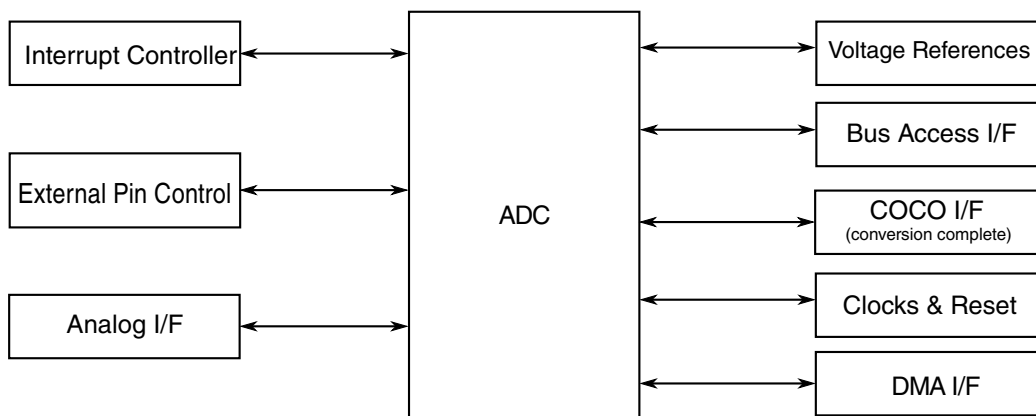 Interrupt Controller
External Pin Control
Analog I/F
ADC
Voltage References
Bus Access I/F
COCO I/F
(conversion complete)
Clocks & Reset
DMA I/F